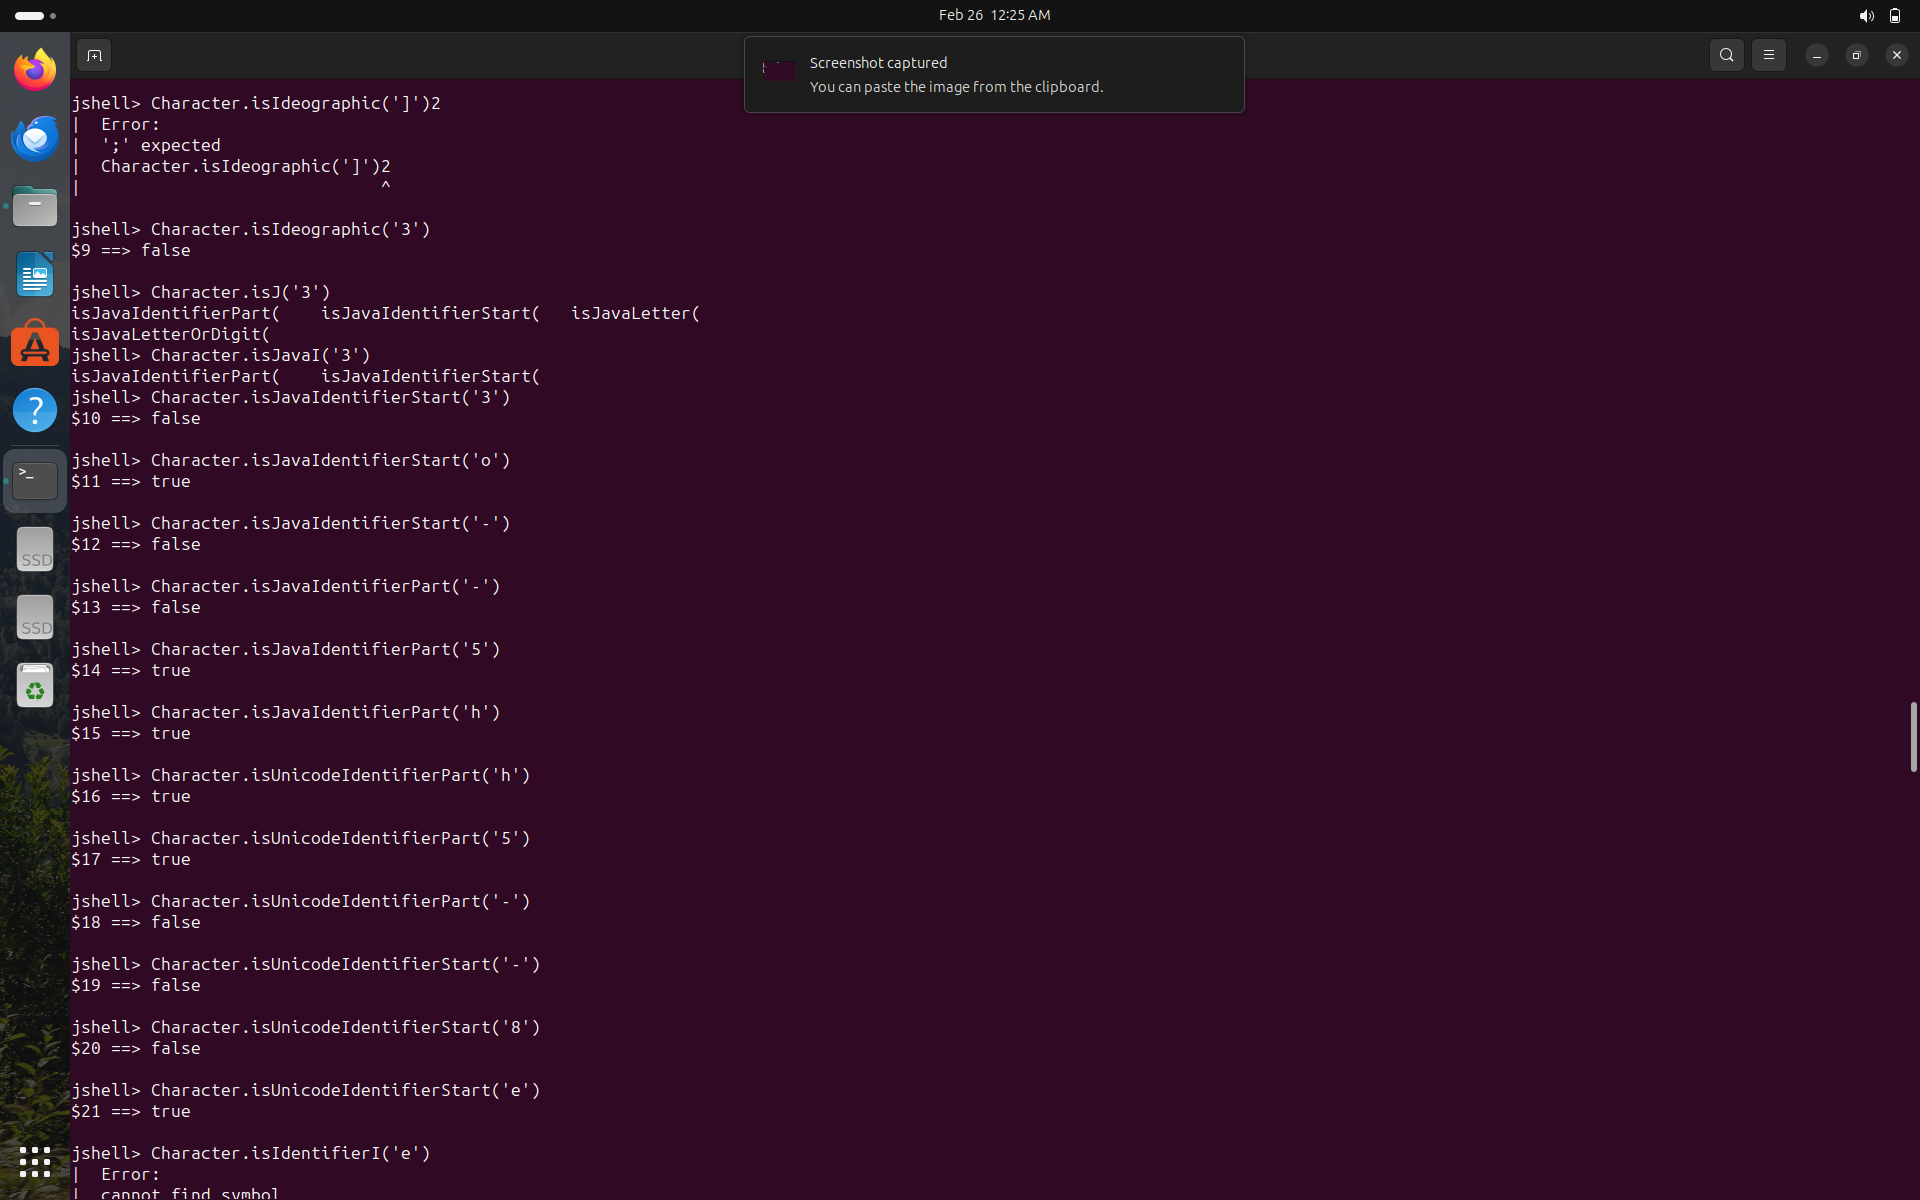 Feb 26 12:25 AM
Screenshot captured
You can paste the image from the clipboard.
jshell> Character.isIdeographic(']')2
|  Error:
|  ';' expected
|  Character.isIdeographic(']')2
|                              ^
jshell> Character.isIdeographic('3')
$9 ==> false
jshell> Character.isJ('3')
isJavaIdentifierPart(    isJavaIdentifierStart(   isJavaLetter(
isJavaLetterOrDigit(
jshell> Character.isJavaI('3')
isJavaIdentifierPart(    isJavaIdentifierStart(
jshell> Character.isJavaIdentifierStart('3')
$10 ==> false
jshell> Character.isJavaIdentifierStart('o')
$11 ==> true
jshell> Character.isJavaIdentifierStart('-')
$12 ==> false
jshell> Character.isJavaIdentifierPart('-')
$13 ==> false
jshell> Character.isJavaIdentifierPart('5')
$14 ==> true
jshell> Character.isJavaIdentifierPart('h')
$15 ==> true
jshell> Character.isUnicodeIdentifierPart('h')
$16 ==> true
jshell> Character.isUnicodeIdentifierPart('5')
$17 ==> true
jshell> Character.isUnicodeIdentifierPart('-')
$18 ==> false
jshell> Character.isUnicodeIdentifierStart('-')
$19 ==> false
jshell> Character.isUnicodeIdentifierStart('8')
$20 ==> false
jshell> Character.isUnicodeIdentifierStart('e')
$21 ==> true
jshell> Character.isIdentifierI('e')
|  Error:
|  cannot find symbol
SSD
SSD